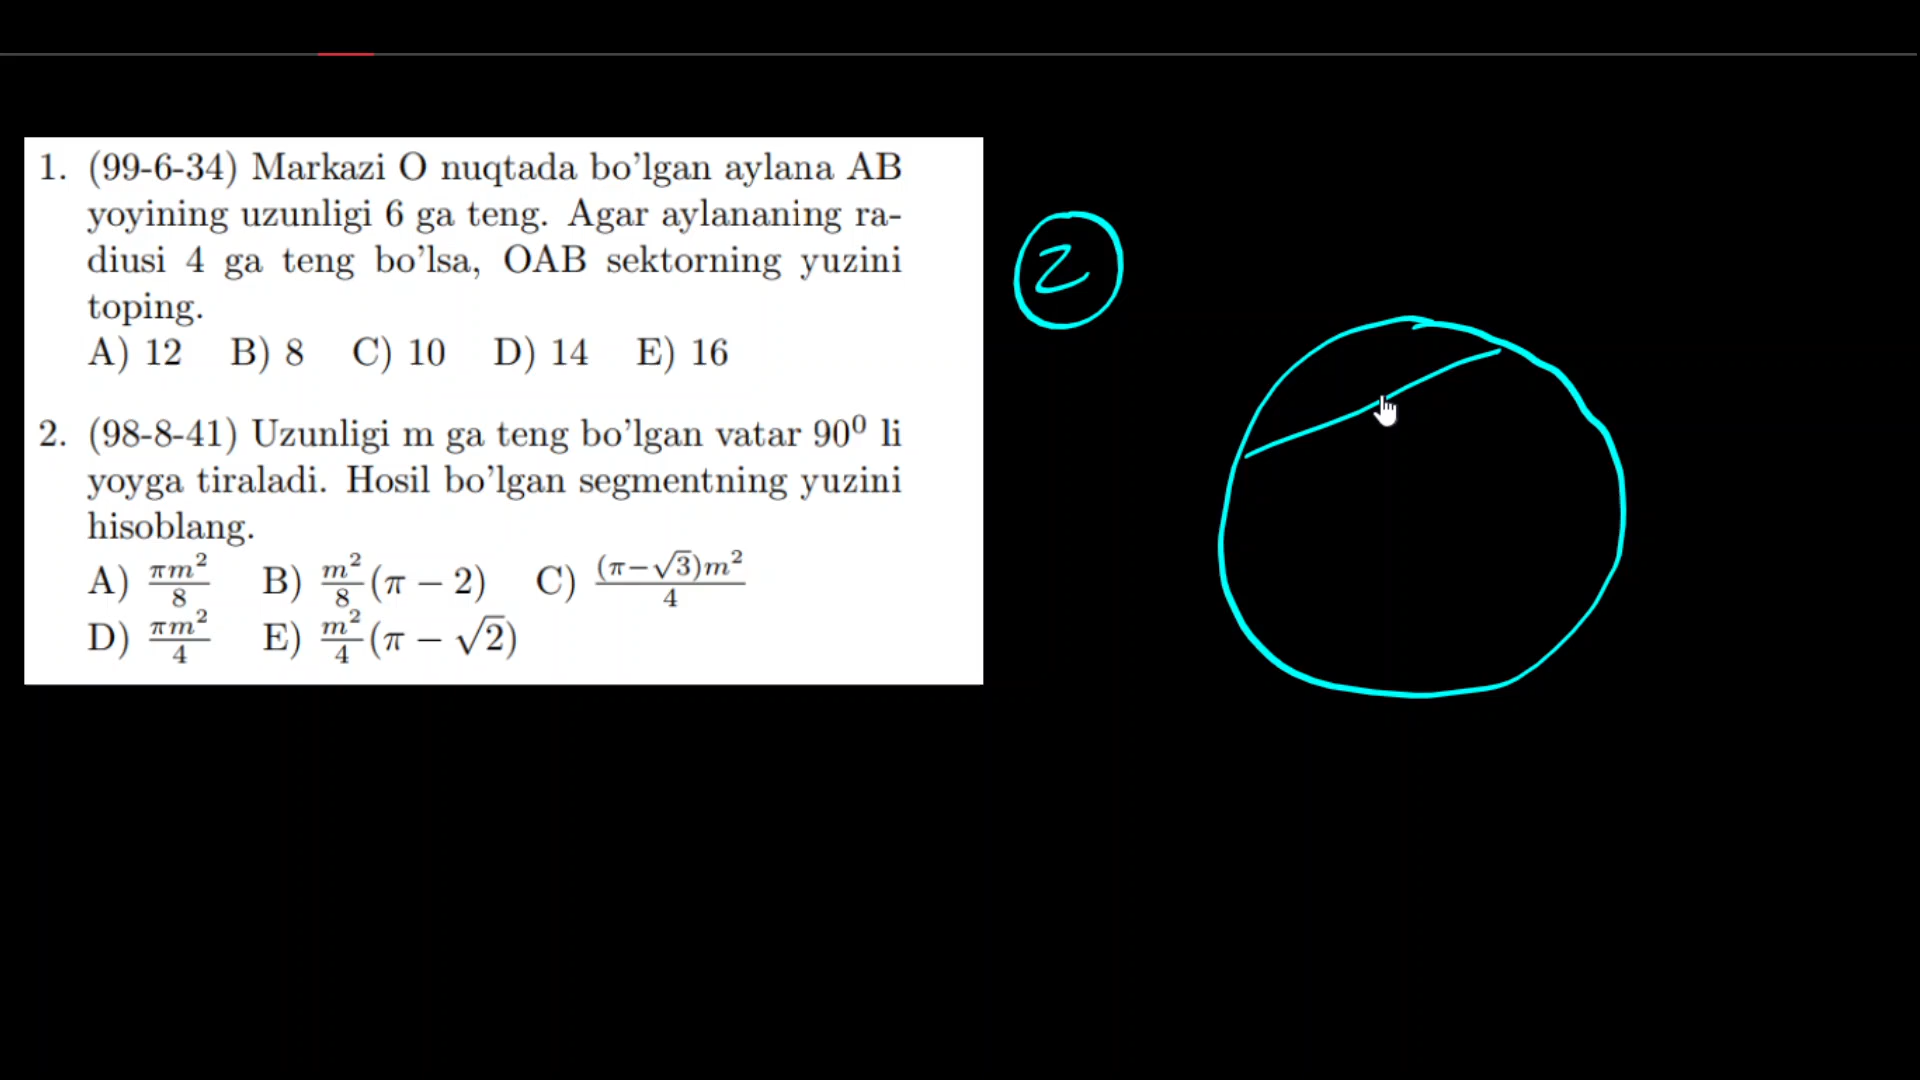 1. (99-6-34) Markazi O nuqtada bo'lgan aylana AB
yoyining uzunligi 6 ga teng. Agar aylananing ra-
diusi 4 ga teng bo'lsa, OAB sektorning yuzini
toping.
A) 12 B) 8 C) 10 D) 14 E) 16
2. (98-8-41) Uzunligi m ga teng bo'lgan vatar 90⁰ li
yoyga tiraladi. Hosil bo'lgan segmentning yuzini
hisoblang.
A) πm²/8 B) m²/8(π − 2) C) (π−√3)m²/4
D) πm²/4 E) m²/4(π − √2)
2